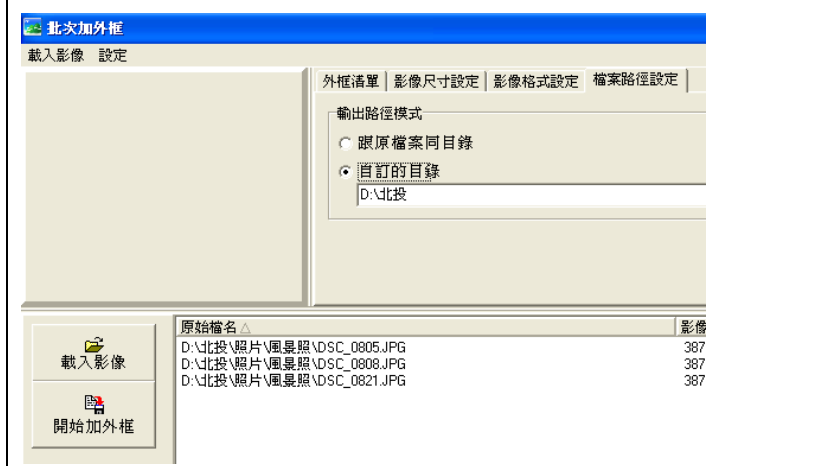 批次加外框
載入影像 設定
外框清單 影像尺寸設定 影像格式設定 檔案路徑設定
輸出路徑模式
跟原檔案同目錄
自訂的目錄
D:\北投
原始檔名 影像
D:\北投\照片\風景照\DSC_0805.JPG 387
D:\北投\照片\風景照\DSC_0808.JPG 387
D:\北投\照片\風景照\DSC_0821.JPG 387
載入影像
開始加外框